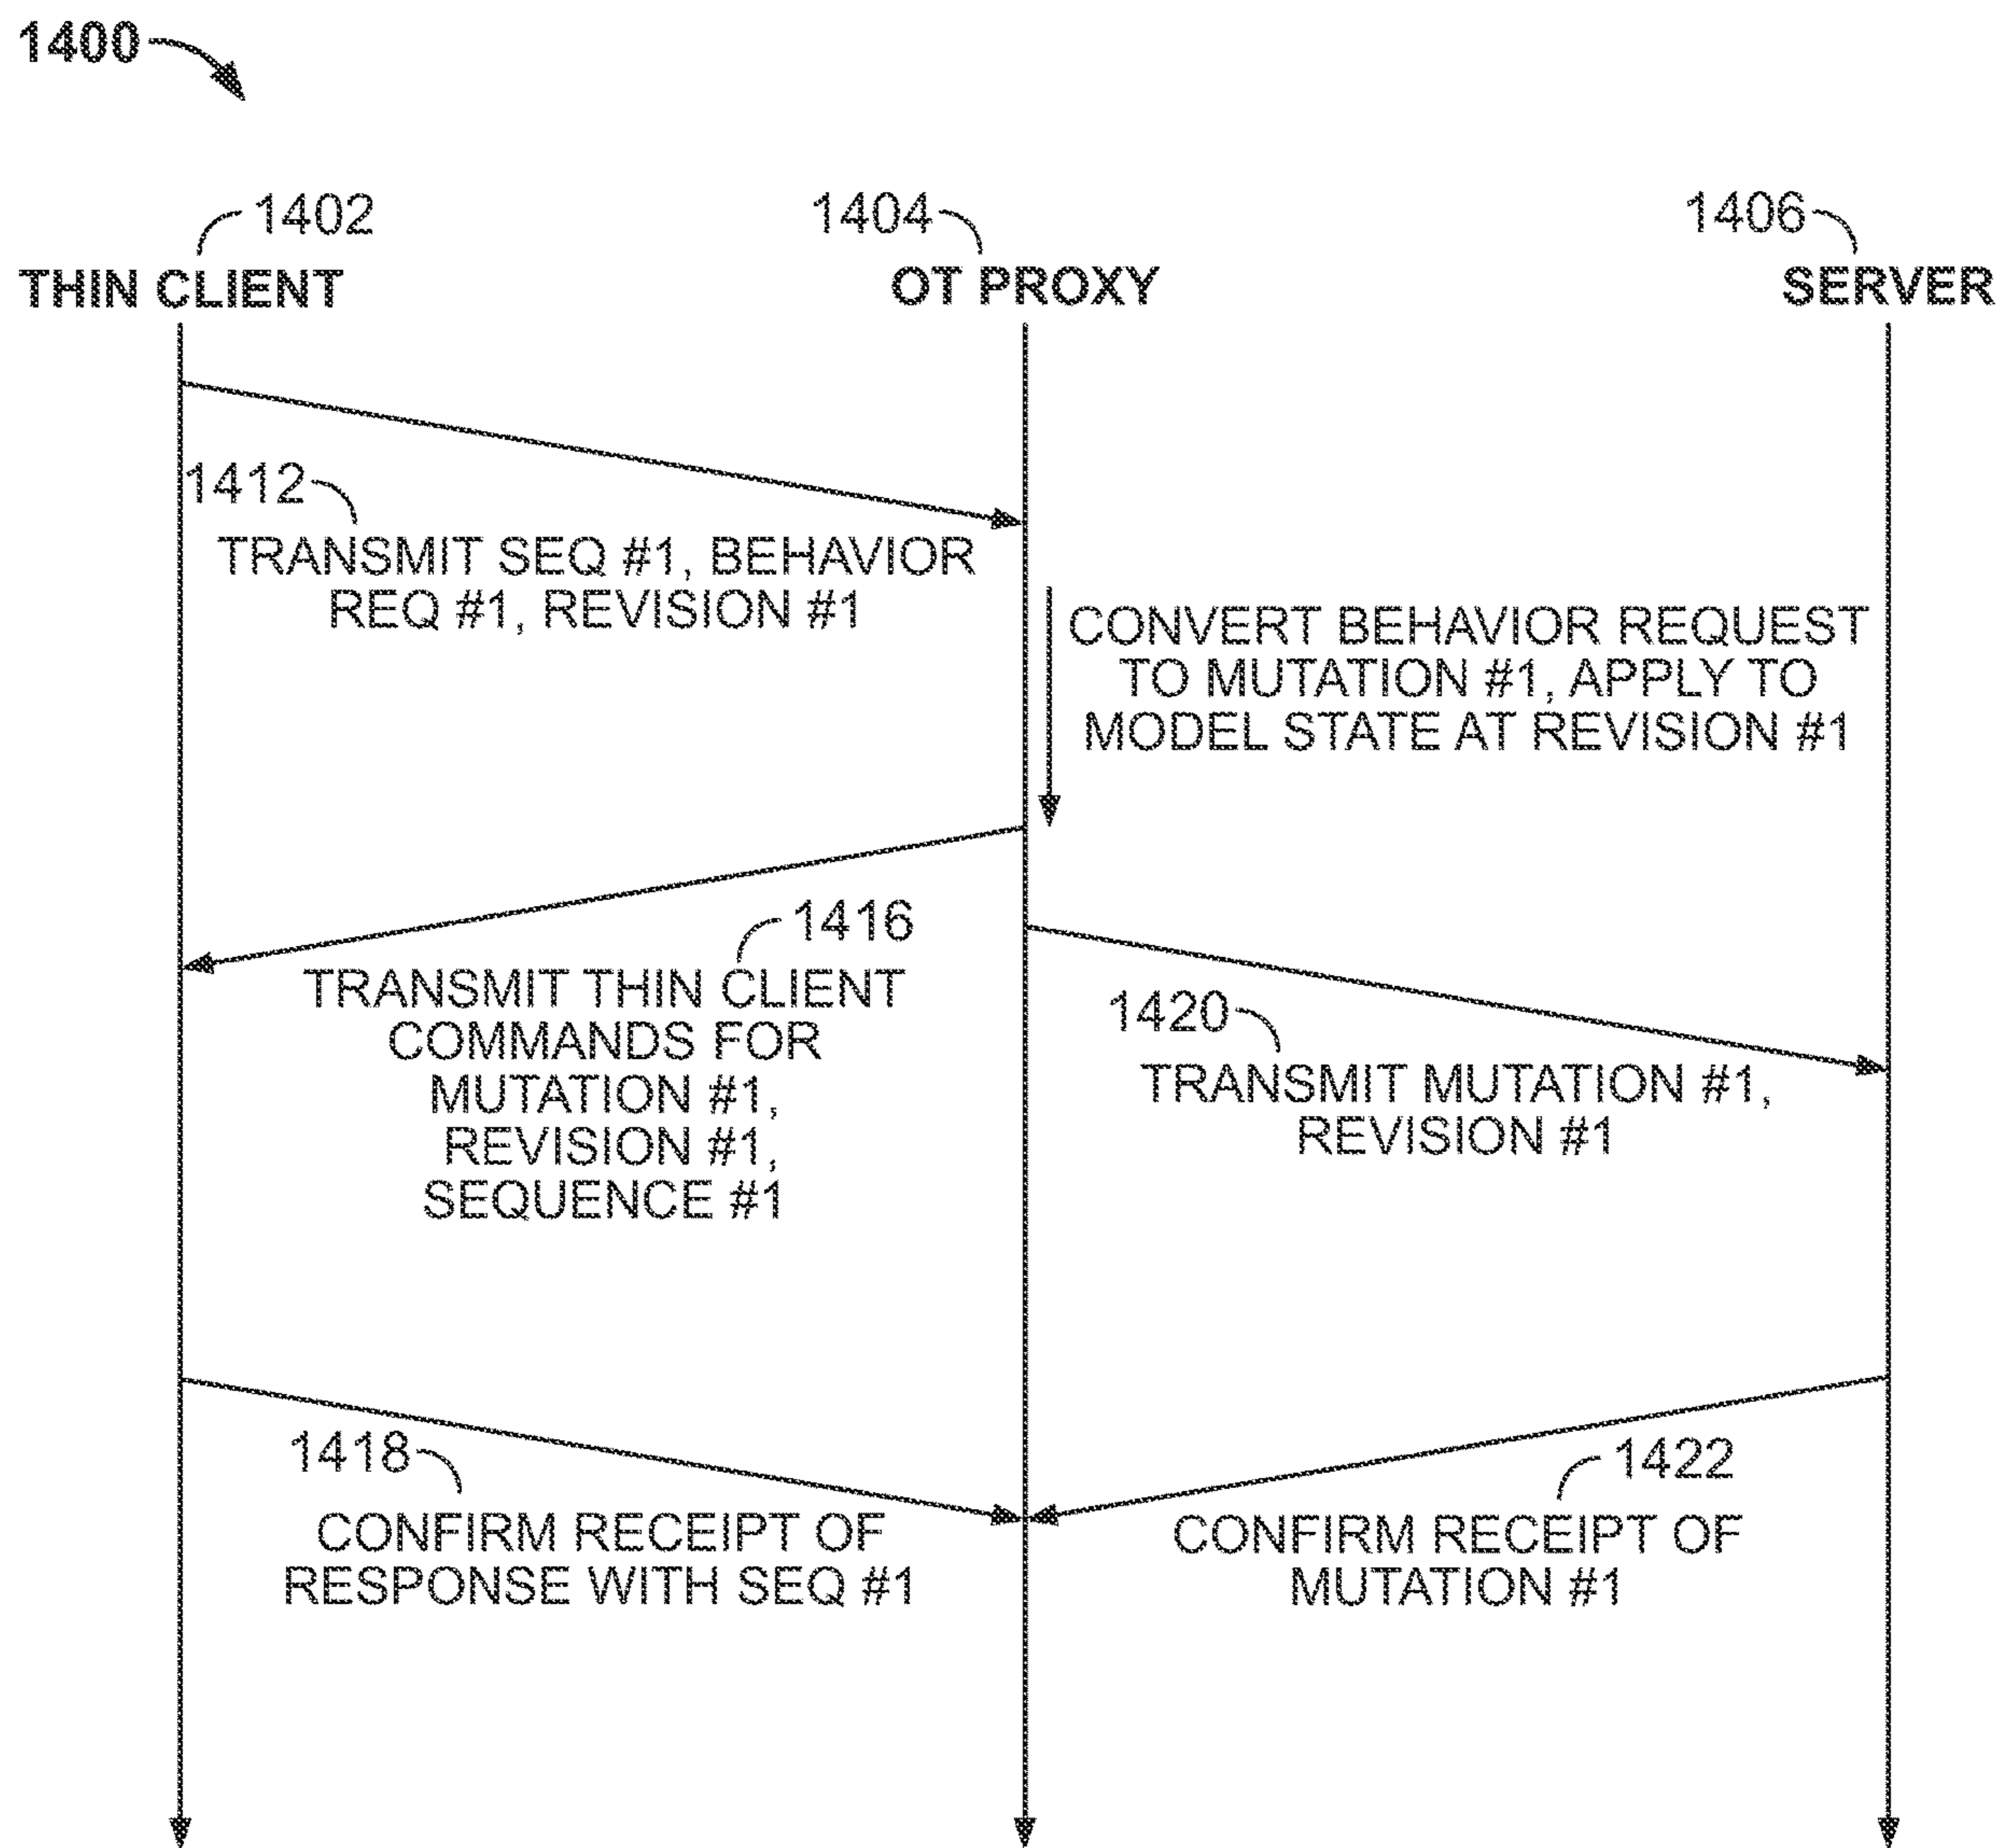 1400
1402
1404
1406
THIN CLIENT
OT PROXY
SERVER
1412
TRANSMIT SEQ #1, BEHAVIOR
REQ #1, REVISION #1
CONVERT BEHAVIOR REQUEST
TO MUTATION #1, APPLY TO
MODEL STATE AT REVISION #1
1416
TRANSMIT THIN CLIENT
COMMANDS FOR
MUTATION #1,
REVISION #1,
SEQUENCE #1
1420
TRANSMIT MUTATION #1,
REVISION #1
1418
CONFIRM RECEIPT OF
RESPONSE WITH SEQ #1
1422
CONFIRM RECEIPT OF
MUTATION #1